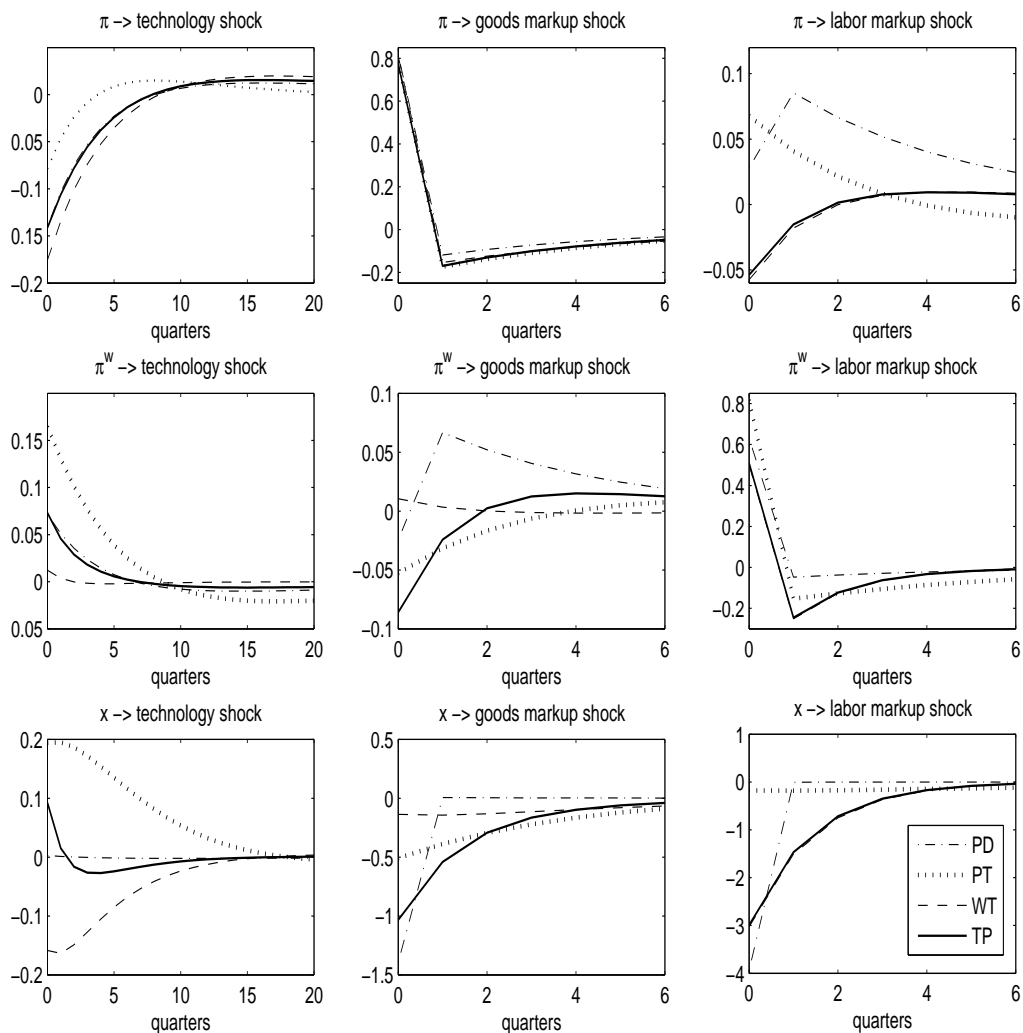 π −> technology shock
0
0.05
−0.1
0.15
−0.2
0 5 10 15 20
quarters
π −> goods markup shock
0.8
0.6
0.4
0.2
0
−0.2
0 2 4 6
quarters
π −> labor markup shock
0.1
0.05
0
−0.05
0 2 4 6
quarters
π^w −> technology shock
0.15
0.1
0.05
0
0.05
0 5 10 15 20
quarters
π^w −> goods markup shock
0.1
0.05
0
−0.05
−0.1
0 2 4 6
quarters
π^w −> labor markup shock
0.8
0.6
0.4
0.2
0
−0.2
0 2 4 6
quarters
x −> technology shock
0.2
0.1
0
−0.1
−0.2
0 5 10 15 20
quarters
x −> goods markup shock
0.5
0
−0.5
−1
−1.5
0 2 4 6
quarters
x −> labor markup shock
1
0
−1
−2
−3
−4
0 2 4 6
quarters
PD
PT
WT
TP